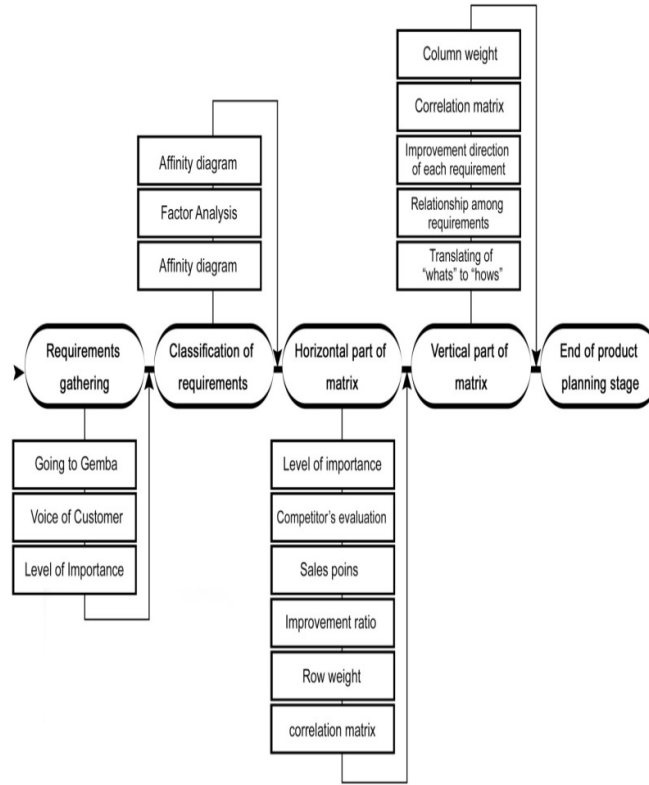 Column weight
Correlation matrix
Improvement direction
of each requirement
Relationship among
requirements
Translating of
“whats” to “hows”
Affinity diagram
Factor Analysis
Affinity diagram
Requirements
gathering
Classification of
requirements
Horizontal part of
matrix
Vertical part of
matrix
End of product
planning stage
Going to Gemba
Voice of Customer
Level of Importance
Level of importance
Competitor's evaluation
Sales poins
Improvement ratio
Row weight
correlation matrix